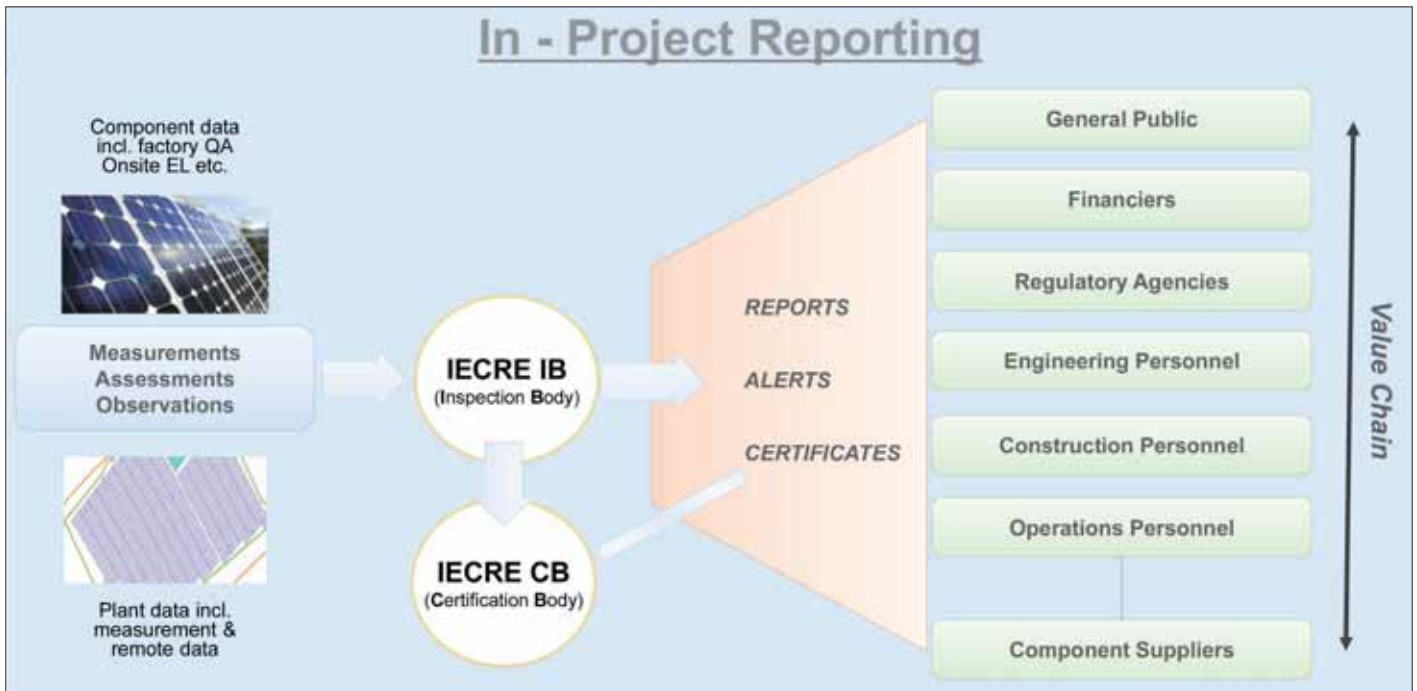 In - Project Reporting
Component data
incl. factory QA
Onsite EL etc.
Measurements
Assessments
Observations
Plant data incl.
measurement &
remote data
IECRE IB
(Inspection Body)
IECRE CB
(Certification Body)
REPORTS
ALERTS
CERTIFICATES
General Public
Financiers
Regulatory Agencies
Engineering Personnel
Construction Personnel
Operations Personnel
Component Suppliers
Value Chain